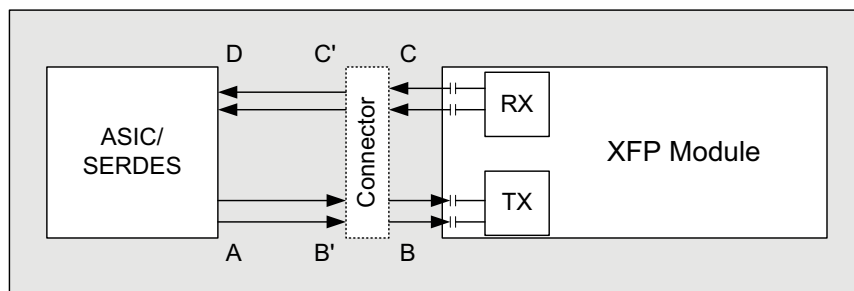 D
C'
C
ASIC/
SERDES
Connector
RX
XFP Module
TX
A
B'
B